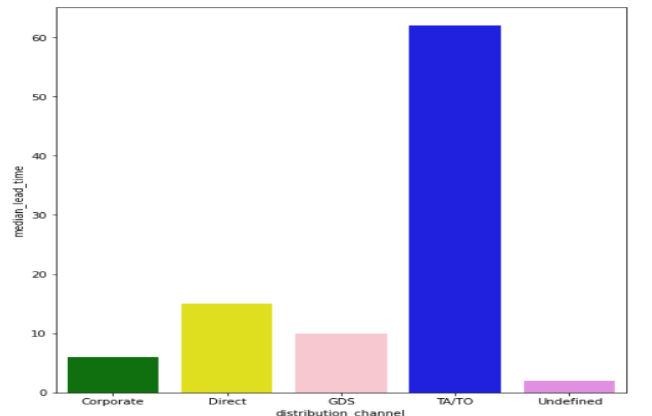 60
50
40
30
20
10
0
median_lead_time
Corporate Direct GDS TA/TO Undefined
distribution_channel